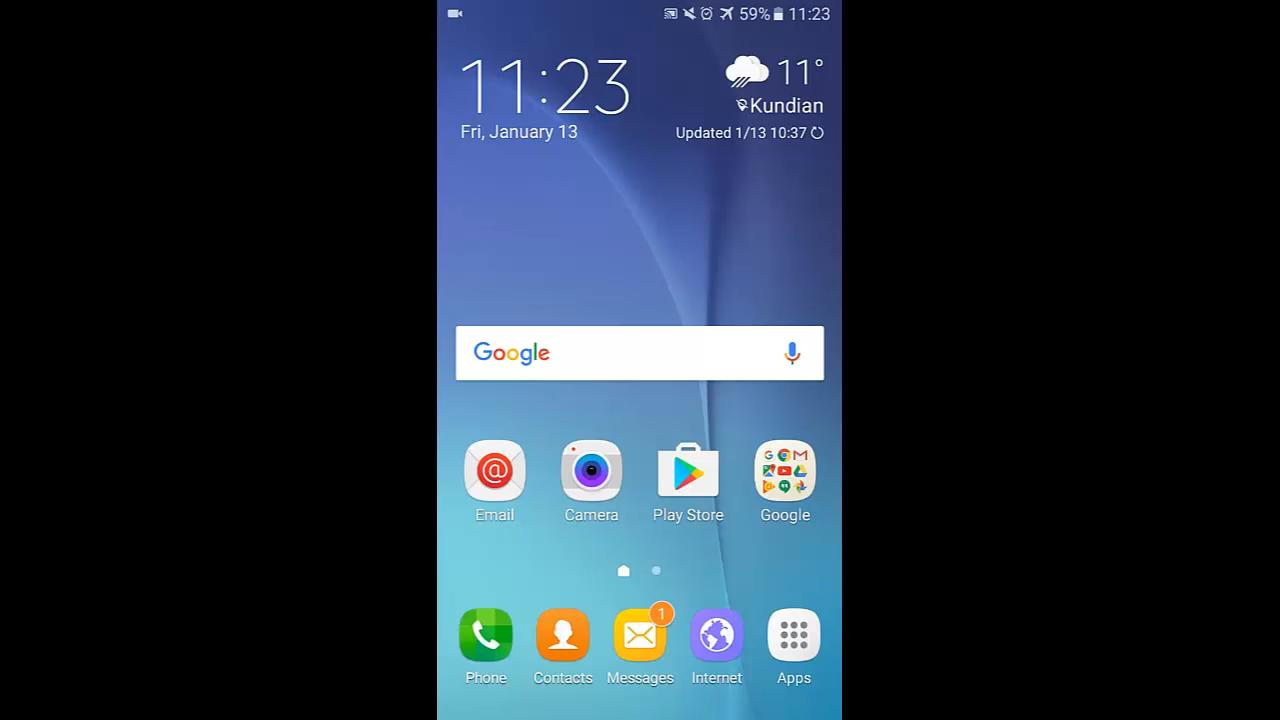 59% 11:23
11:23
Fri, January 13
11°
Kundian
Updated 1/13 10:37
Google
Email
Camera
Play Store
Google
1
Phone
Contacts
Messages
Internet
Apps